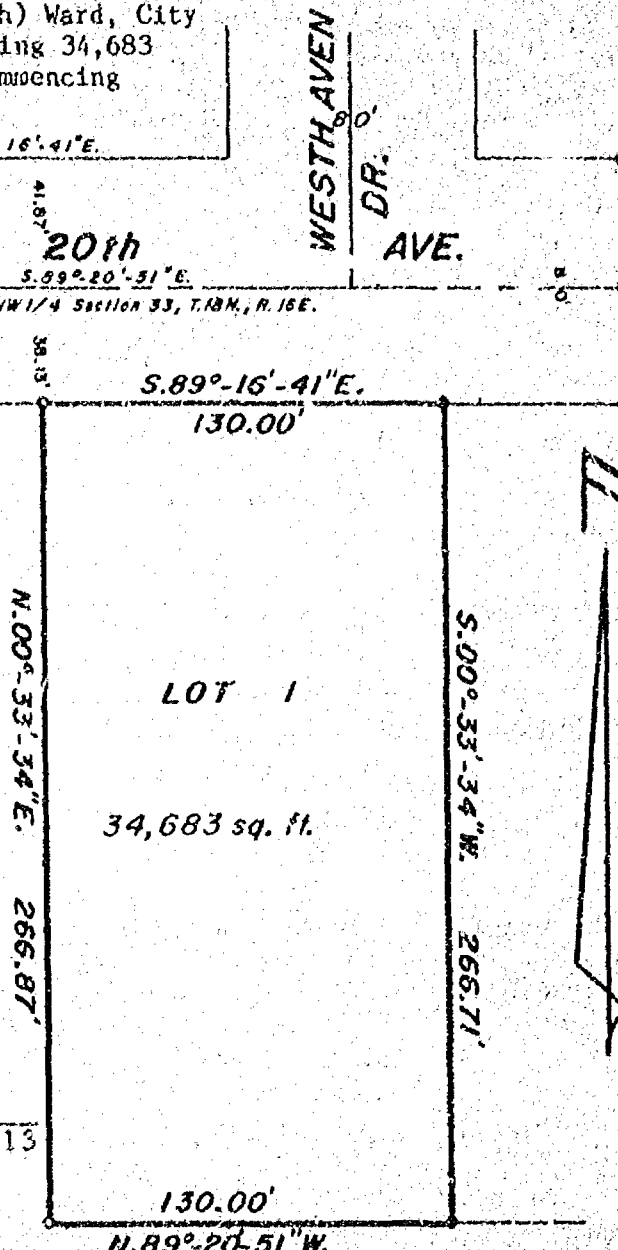 h) Ward, City
ing 34,683
mmencing
16'-41"E.
WESTHAVEN
80'
DR.
41.87'
20th AVE.
S.89°-20'-51"E.
NW1/4 Section 33, T.18N., R.16E.
38.13'
S.89°-16'-41"E.
130.00'
N.00°-33'-34"E. 266.87'
LOT 1
34,683 sq. ft.
S.00°-33'-34"W. 266.71'
13
130.00'
N.89°-20'-51"W.